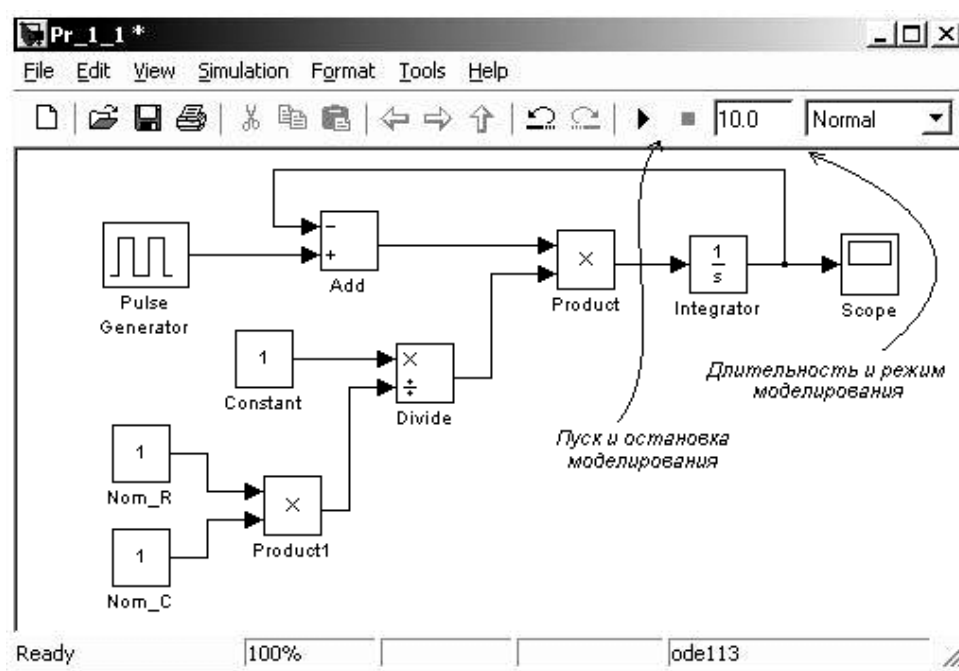 Pr_1_1 *
File Edit View Simulation Format Tools Help
10.0 Normal
Pulse
Generator
−
+
Add
×
Product
1
s
Integrator
Scope
1
Constant
×
÷
Divide
Длительность и режим
моделирования
Пуск и остановка
моделирования
1
Nom_R
×
Product1
1
Nom_C
Ready 100% ode113